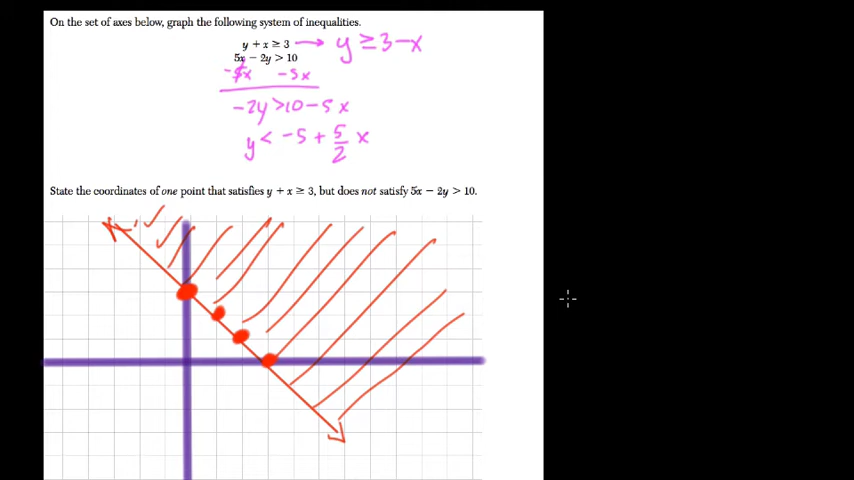 On the set of axes below, graph the following system of inequalities.
y + x ≥ 3 → y ≥ 3-x
5x − 2y > 10
-5x -5x
-2y > 10 - 5x
y < -5 + 5/2 x
State the coordinates of one point that satisfies y + x ≥ 3, but does not satisfy 5x − 2y > 10.